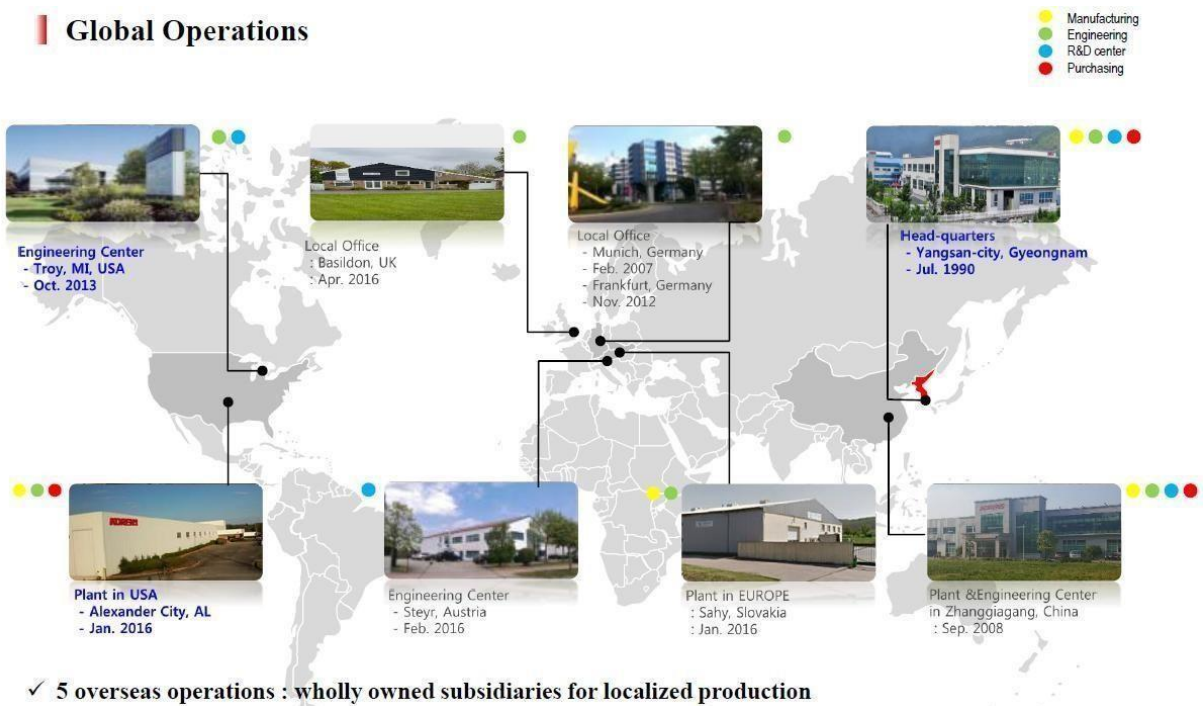 Global Operations
Manufacturing
Engineering
R&D center
Purchasing
Engineering Center
- Troy, MI, USA
- Oct. 2013
Local Office
: Basildon, UK
: Apr. 2016
Local Office
- Munich, Germany
- Feb. 2007
- Frankfurt, Germany
- Nov. 2012
Head-quarters
- Yangsan-city, Gyeongnam
- Jul. 1990
Plant in USA
- Alexander City, AL
- Jan. 2016
Engineering Center
- Steyr, Austria
- Feb. 2016
Plant in EUROPE
: Sahy, Slovakia
: Jan. 2016
Plant &Engineering Center
in Zhanggiagang, China
: Sep. 2008
✓ 5 overseas operations : wholly owned subsidiaries for localized production